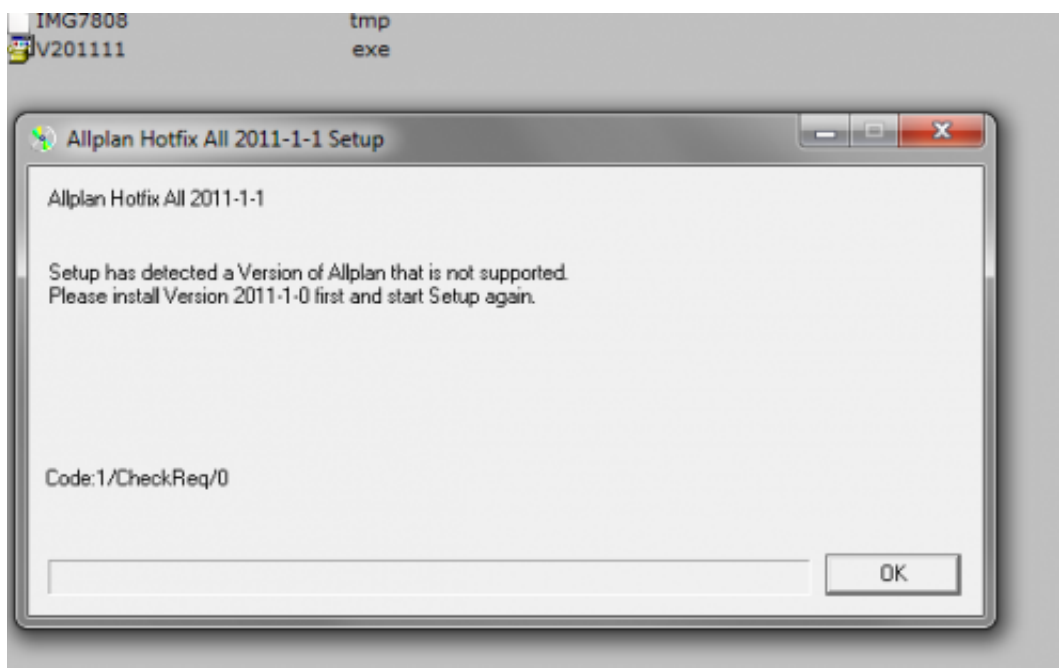 IMG7808 tmp
V201111 exe
Allplan Hotfix All 2011-1-1 Setup
Allplan Hotfix All 2011-1-1
Setup has detected a Version of Allplan that is not supported.
Please install Version 2011-1-0 first and start Setup again.
Code:1/CheckReq/0
OK